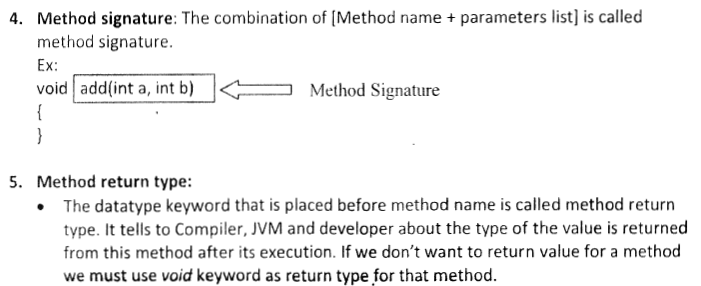 4. Method signature: The combination of [Method name + parameters list] is called
method signature.
Ex:
void add(int a, int b) Method Signature
{
}
5. Method return type:
• The datatype keyword that is placed before method name is called method return
type. It tells to Compiler, JVM and developer about the type of the value is returned
from this method after its execution. If we don't want to return value for a method
we must use void keyword as return type for that method.